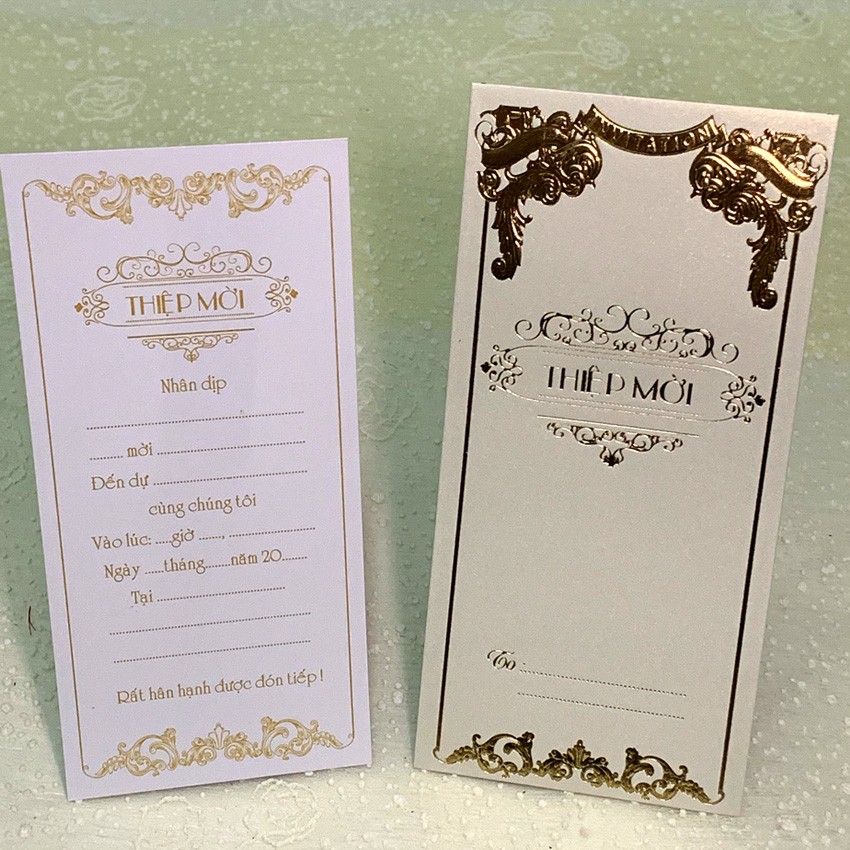 THIỆP MỜI
Nhân dịp
................................................
......... mời ......................................
Đến dự .......................................
cùng chúng tôi
Vào lúc: .....giờ ......., .....................
Ngày ......tháng........năm 20........
Tại ................................
..................................................
..................................................
Rất hân hạnh được đón tiếp !
INVITATION
THIỆP MỜI
To :..........................................
..........................................